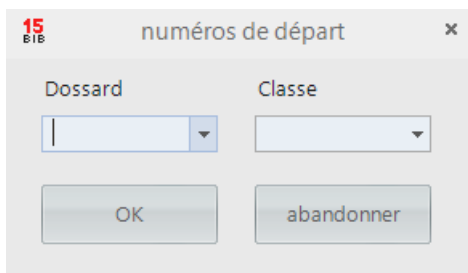 15
BIB
numéros de départ
Dossard
Classe
OK
abandonner